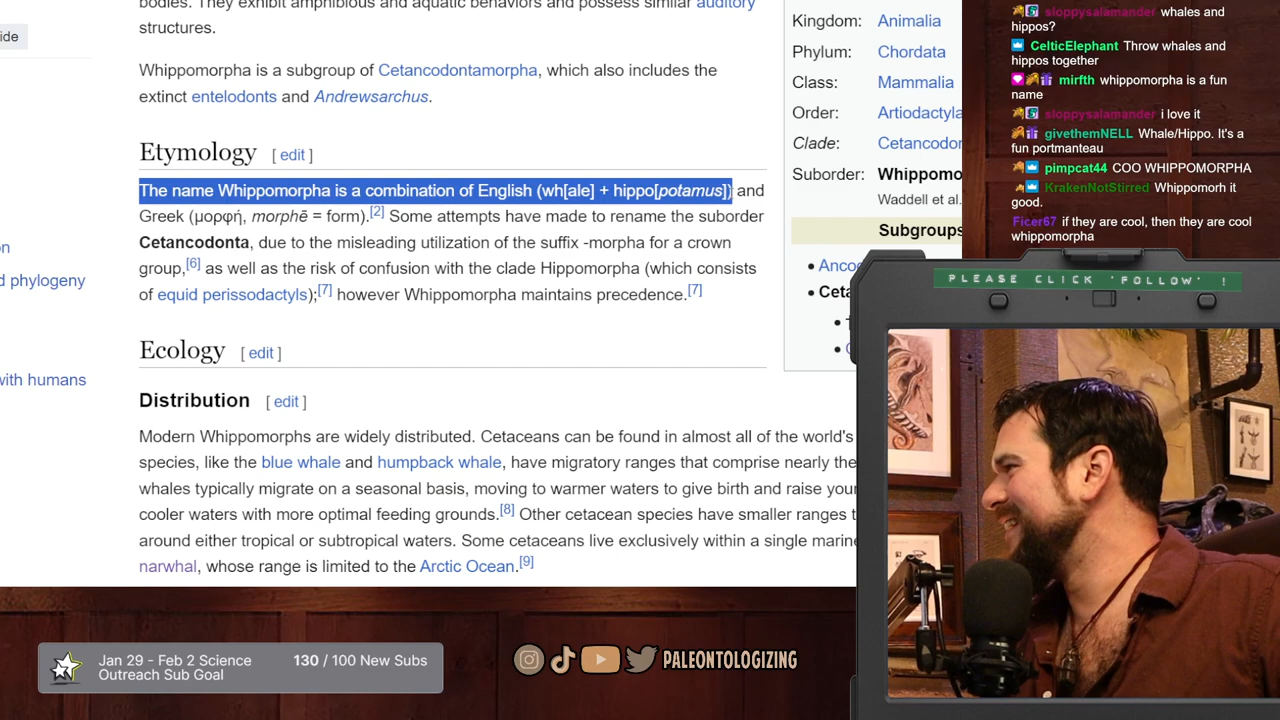 bodies. They exhibit amphibious and aquatic behaviors and possess similar auditory
structures.
Whippomorpha is a subgroup of Cetancodontamorpha, which also includes the
extinct entelodonts and Andrewsarchus.
Etymology [ edit ]
The name Whippomorpha is a combination of English (wh[ale] + hippo[potamus]) and
Greek (μορφή, morphē = form).[2] Some attempts have made to rename the suborder
Cetancodonta, due to the misleading utilization of the suffix -morpha for a crown
group,[6] as well as the risk of confusion with the clade Hippomorpha (which consists
of equid perissodactyls);[7] however Whippomorpha maintains precedence.[7]
Ecology [ edit ]
Distribution [ edit ]
Modern Whippomorphs are widely distributed. Cetaceans can be found in almost all of the world's
species, like the blue whale and humpback whale, have migratory ranges that comprise nearly the
whales typically migrate on a seasonal basis, moving to warmer waters to give birth and raise your
cooler waters with more optimal feeding grounds.[8] Other cetacean species have smaller ranges t
around either tropical or subtropical waters. Some cetaceans live exclusively within a single marine
narwhal, whose range is limited to the Arctic Ocean.[9]
ide
n
d phylogeny
with humans
Kingdom: Animalia
Phylum: Chordata
Class: Mammalia
Order: Artiodactyla
Clade: Cetancodon
Suborder: Whippomo
Waddell et al.
Subgroups
• Anco
• Ceta
sloppysalamander whales and
hippos?
CelticElephant Throw whales and
hippos together
mirfth whippomorpha is a fun
name
sloppysalamander i love it
givethemNELL Whale/Hippo. It's a
fun portmanteau
pimpcat44 COO WHIPPOMORPHA
KrakenNotStirred Whippomorh it
good.
Ficer67 if they are cool, then they are cool
whippomorpha
PLEASE CLICK "FOLLOW" !
Jan 29 - Feb 2 Science
Outreach Sub Goal
130 / 100 New Subs
PALEONTOLOGIZING